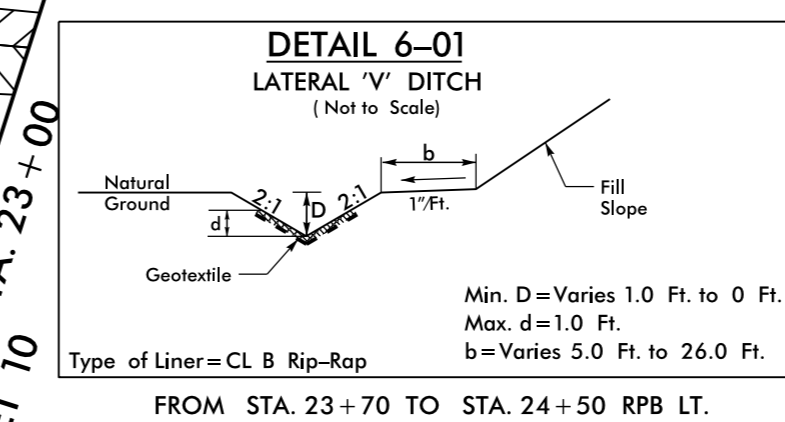 DETAIL 6–01
LATERAL 'V' DITCH
( Not to Scale)
b
Natural
Ground
2:1
D
2:1
1"/Ft.
d
Fill
Slope
Geotextile
Min. D=Varies 1.0 Ft. to 0 Ft.
Max. d=1.0 Ft.
b=Varies 5.0 Ft. to 26.0 Ft.
Type of Liner=CL B Rip–Rap
FROM STA. 23+70 TO STA. 24+50 RPB LT.
A. 23+00
10